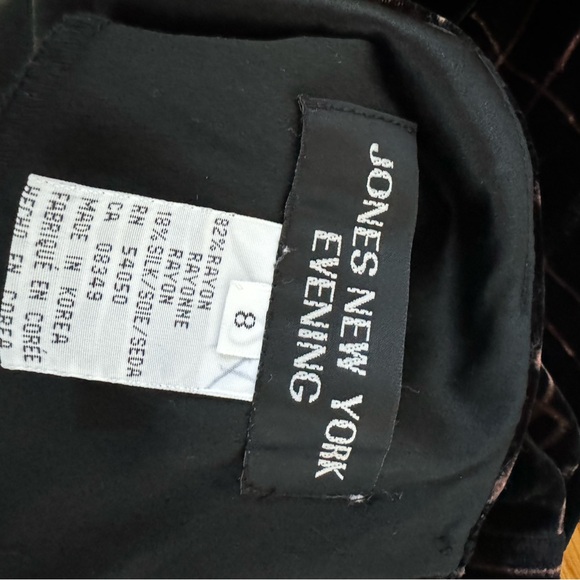 JONES NEW YORK
EVENING
8
82% RAYON
RAYONNE
RAYON
18% SILK/SOIE/SEDA
RN 54050
CA 08349
MADE IN KOREA
FABRIQUÉ EN CORÉE
HECHO EN COREA